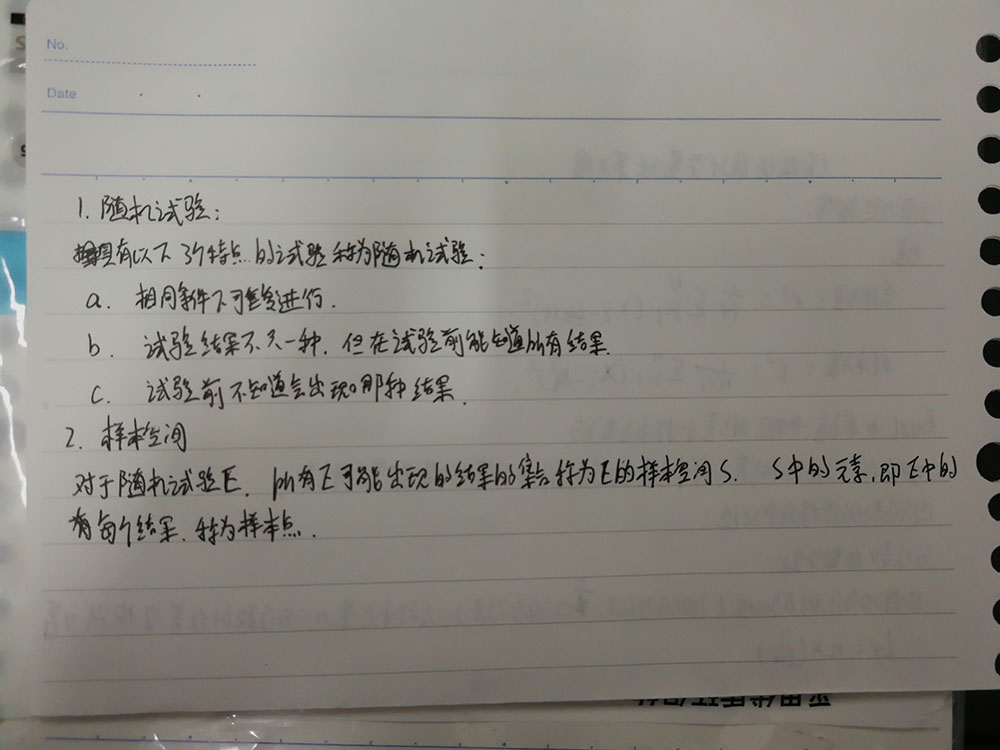 No.
Date
1. 随机试验:
具有以下3个特点的试验称为随机试验:
a. 相同条件下可重复进行.
b. 试验结果不只一种, 但在试验前能知道所有结果.
c. 试验前不知道会出现哪种结果.
2. 样本空间
对于随机试验E, 所有E可能出现的结果的集合称为E的样本空间S. S中的元素, 即E中的
每个结果, 称为样本点.